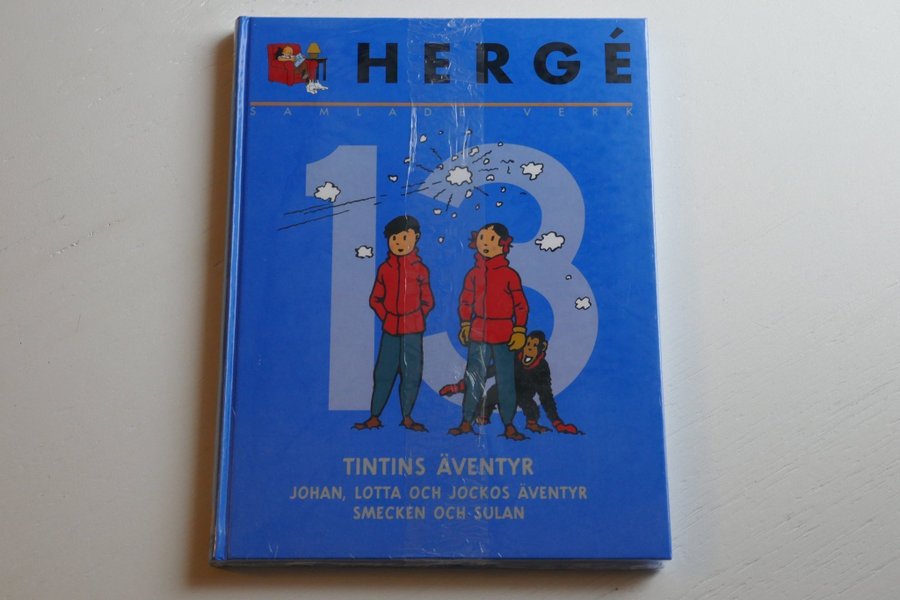 HERGÉ
SAMLADE VERK
13
TINTINS ÄVENTYR
JOHAN, LOTTA OCH JOCKOS ÄVENTYR
SMECKEN OCH SULAN